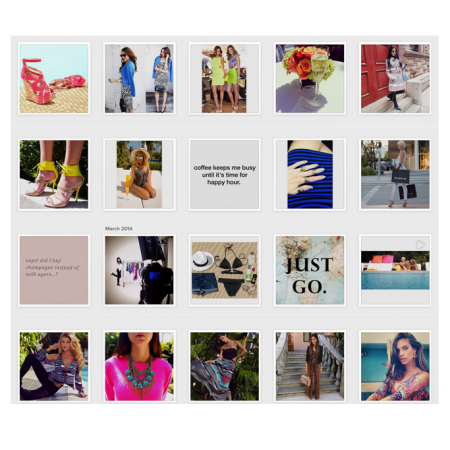 coffee keeps me busy
until it's time for
happy hour.
oops! did I buy
champagne instead of
milk again..?
March 2014
JUST
GO.